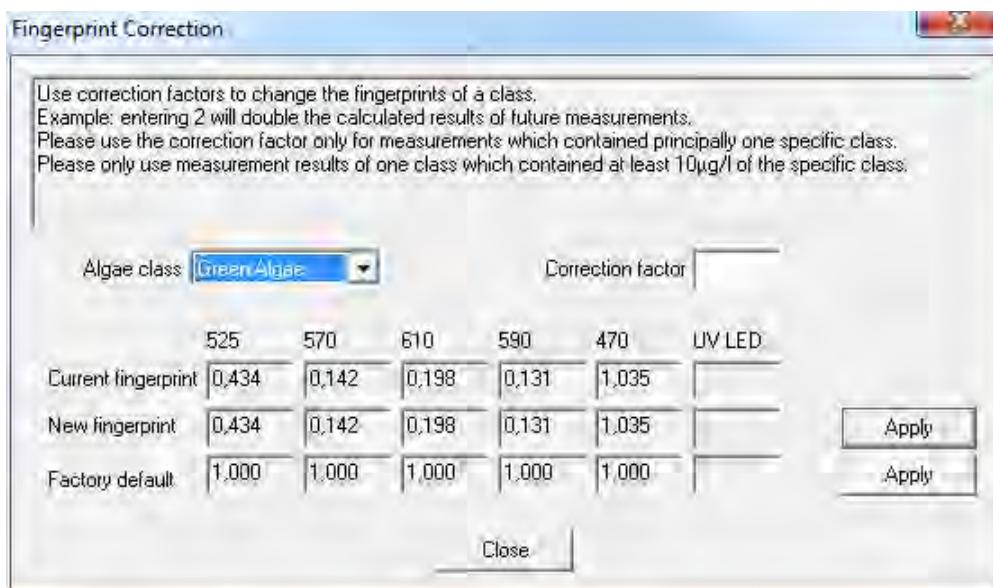 Fingerprint Correction
Use correction factors to change the fingerprints of a class.
Example: entering 2 will double the calculated results of future measurements.
Please use the correction factor only for measurements which contained principally one specific class.
Please only use measurement results of one class which contained at least 10µg/l of the specific class.
Algae class Green Algae Correction factor
525 570 610 590 470 UV LED
Current fingerprint 0,434 0,142 0,198 0,131 1,035
New fingerprint 0,434 0,142 0,198 0,131 1,035 Apply
Factory default 1,000 1,000 1,000 1,000 1,000 Apply
Close